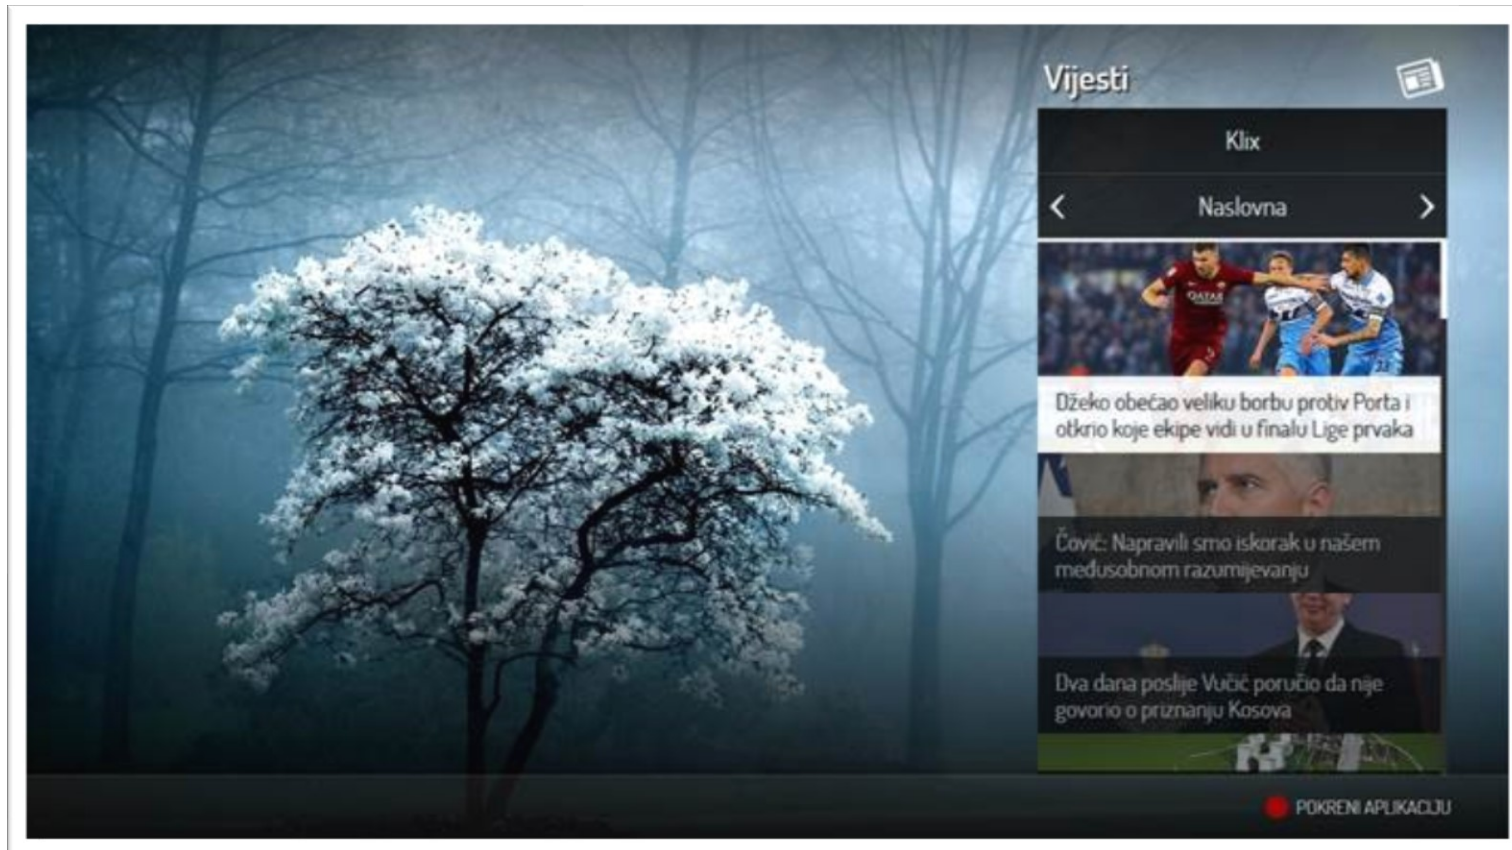 Vijesti
Klix
Naslovna
QATAR
Džeko obećao veliku borbu protiv Porta i
otkrio koje ekipe vidi u finalu Lige prvaka
Čović: Napravili smo iskorak u našem
međusobnom razumijevanju
Dva dana poslije Vučić poručio da nije
govorio o priznanju Kosova
POKRENI APLIKACIJU